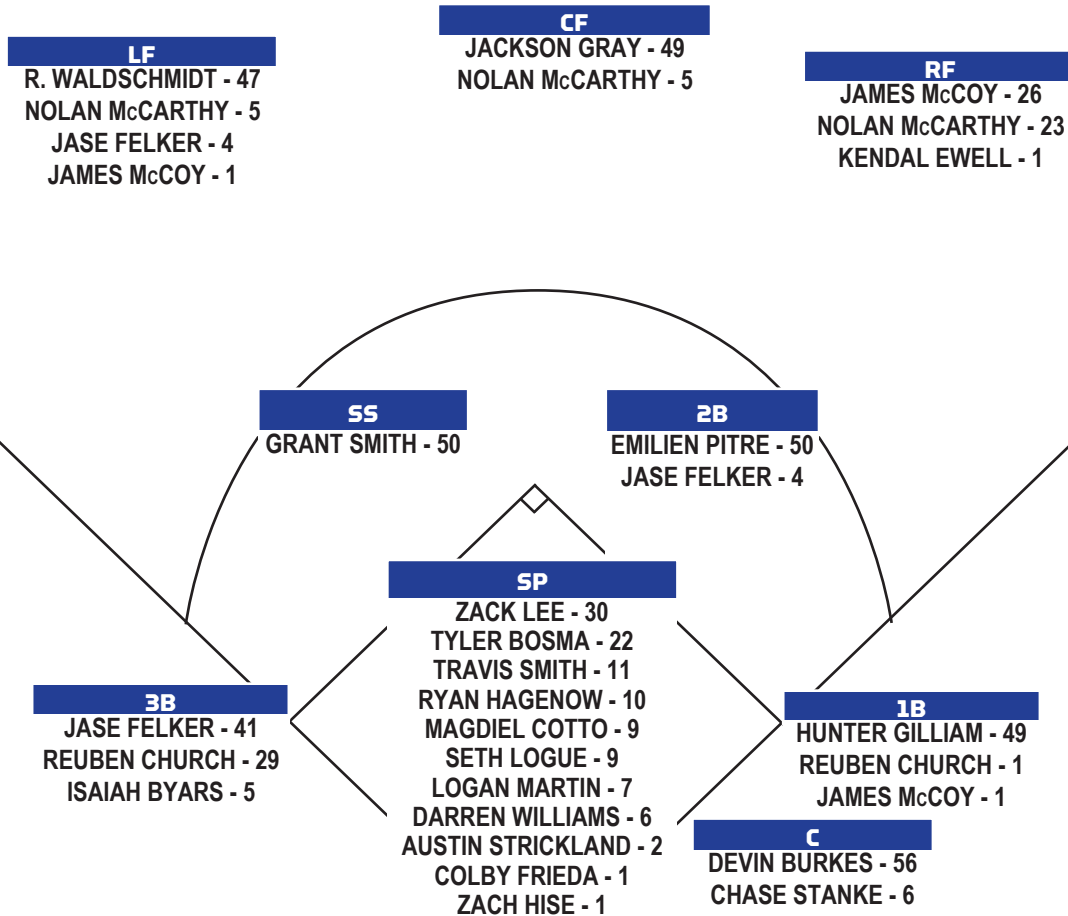 LF
R. WALDSCHMIDT - 47
NOLAN McCARTHY - 5
JASE FELKER - 4
JAMES McCOY - 1
CF
JACKSON GRAY - 49
NOLAN McCARTHY - 5
RF
JAMES McCOY - 26
NOLAN McCARTHY - 23
KENDAL EWELL - 1
SS
GRANT SMITH - 50
2B
EMILIEN PITRE - 50
JASE FELKER - 4
SP
ZACK LEE - 30
TYLER BOSMA - 22
TRAVIS SMITH - 11
RYAN HAGENOW - 10
MAGDIEL COTTO - 9
SETH LOGUE - 9
LOGAN MARTIN - 7
DARREN WILLIAMS - 6
AUSTIN STRICKLAND - 2
COLBY FRIEDA - 1
ZACH HISE - 1
3B
JASE FELKER - 41
REUBEN CHURCH - 29
ISAIAH BYARS - 5
1B
HUNTER GILLIAM - 49
REUBEN CHURCH - 1
JAMES McCOY - 1
C
DEVIN BURKES - 56
CHASE STANKE - 6